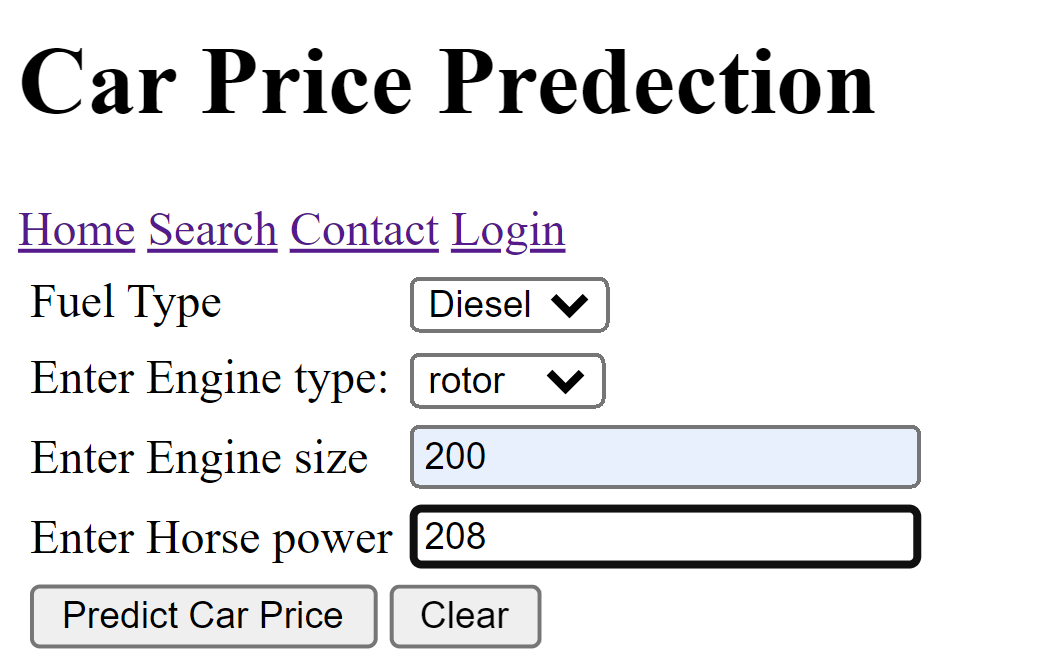 Car Price Predection
Home Search Contact Login
Fuel Type Diesel
Enter Engine type: rotor
Enter Engine size 200
Enter Horse power 208
Predict Car Price Clear